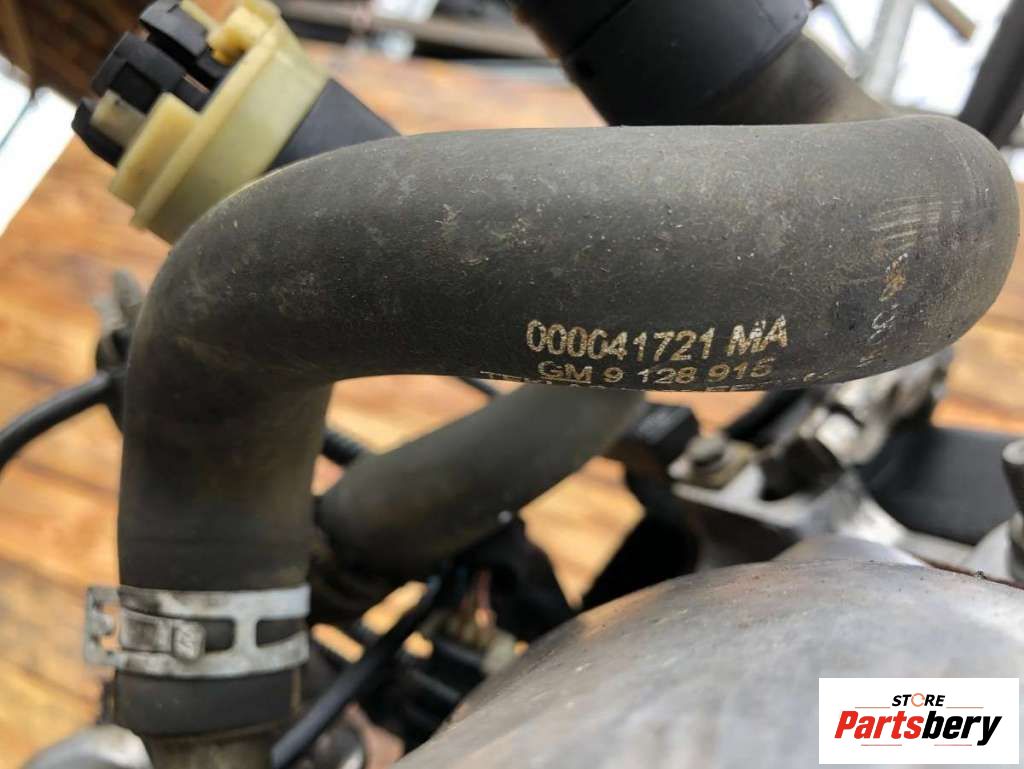 000041721 MA
GM 9 128 915
STORE
Partsbery